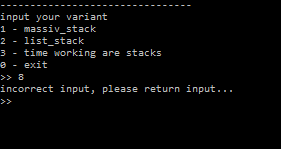 --------------------------------
input your variant
1 - massiv_stack
2 - list_stack
3 - time working are stacks
0 - exit
>> 8
incorrect input, please return input...
>>